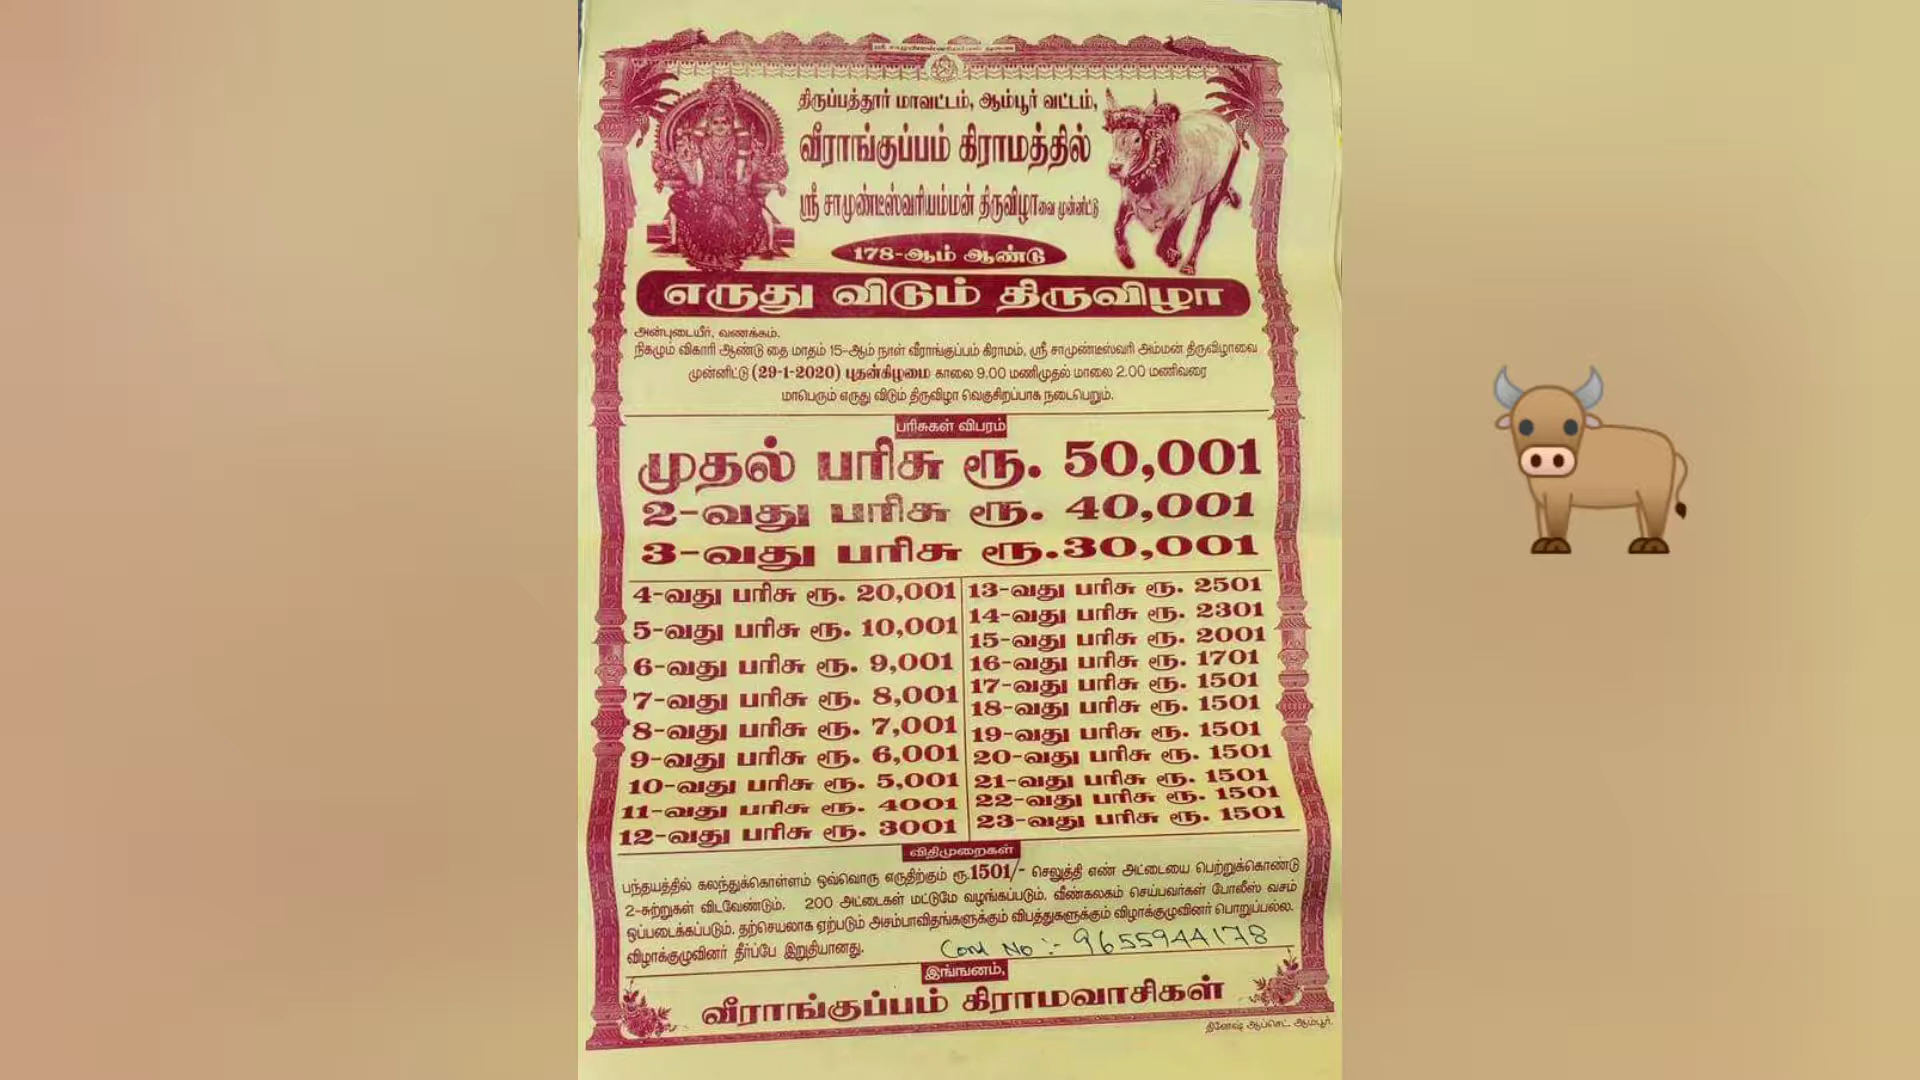 திருப்பத்தூர் மாவட்டம், ஆம்பூர் வட்டம்,
வீராங்குப்பம் கிராமத்தில்
ஸ்ரீ சாமுண்டீஸ்வரியம்மன் திருவிழாவை முன்னிட்டு
178-ஆம் ஆண்டு
எருது விடும் திருவிழா
அன்புடையீர், வணக்கம்.
நிகழும் விகாரி ஆண்டு தை மாதம் 15-ஆம் நாள் வீராங்குப்பம் கிராமம், ஸ்ரீ சாமுண்டீஸ்வரி அம்மன் திருவிழாவை
முன்னிட்டு (29-1-2020) புதன்கிழமை காலை 9.00 மணிமுதல் மாலை 2.00 மணிவரை
மாபெரும் எருது விடும் திருவிழா வெகுசிறப்பாக நடைபெறும்.
பரிசுகள் விபரம்
முதல் பரிசு ரூ. 50,001
2-வது பரிசு ரூ. 40,001
3-வது பரிசு ரூ.30,001
4-வது பரிசு ரூ. 20,001
5-வது பரிசு ரூ. 10,001
6-வது பரிசு ரூ. 9,001
7-வது பரிசு ரூ. 8,001
8-வது பரிசு ரூ. 7,001
9-வது பரிசு ரூ. 6,001
10-வது பரிசு ரூ. 5,001
11-வது பரிசு ரூ. 4001
12-வது பரிசு ரூ. 3001
13-வது பரிசு ரூ. 2501
14-வது பரிசு ரூ. 2301
15-வது பரிசு ரூ. 2001
16-வது பரிசு ரூ. 1701
17-வது பரிசு ரூ. 1501
18-வது பரிசு ரூ. 1501
19-வது பரிசு ரூ. 1501
20-வது பரிசு ரூ. 1501
21-வது பரிசு ரூ. 1501
22-வது பரிசு ரூ. 1501
23-வது பரிசு ரூ. 1501
விதிமுறைகள்
பந்தயத்தில் கலந்துக்கொள்ளம் ஒவ்வொரு எருதிற்கும் ரூ.1501/- செலுத்தி எண் அட்டையை பெற்றுக்கொண்டு
2-சுற்றுகள் விடவேண்டும். 200 அட்டைகள் மட்டுமே வழங்கப்படும். வீண்கலகம் செய்பவர்கள் போலீஸ் வசம்
ஒப்படைக்கப்படும். தற்செயலாக ஏற்படும் அசம்பாவிதங்களுக்கும் விபத்துகளுக்கும் விழாக்குழுவினர் பொறுப்பல்ல.
விழாக்குழுவினர் தீர்ப்பே இறுதியானது. No :- 9655944178
இங்ஙனம்,
வீராங்குப்பம் கிராமவாசிகள்
தினேஷ் ஆப்செட், ஆம்பூர்.